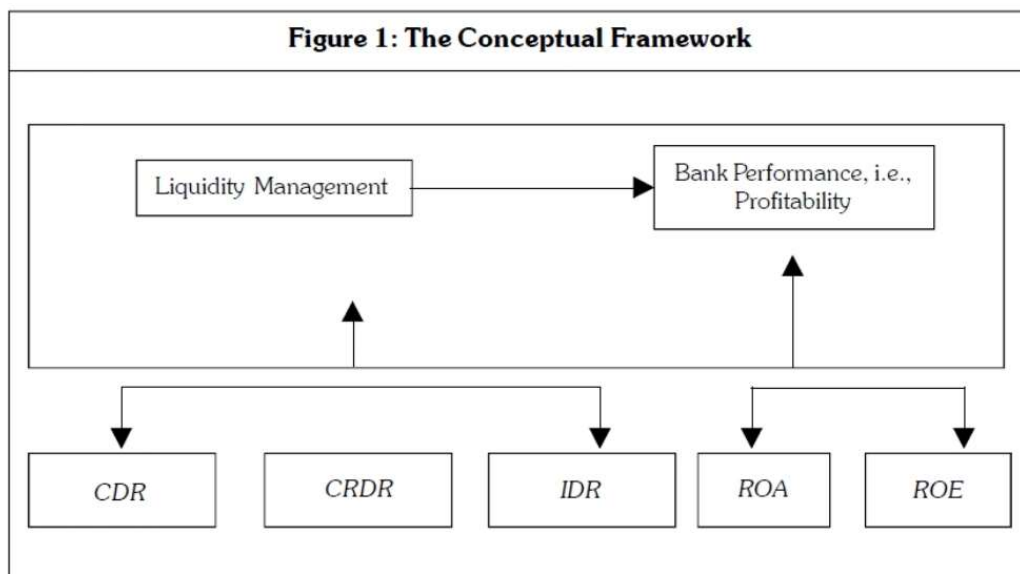 Figure 1: The Conceptual Framework
Liquidity Management
Bank Performance, i.e.,
Profitability
CDR
CRDR
IDR
ROA
ROE